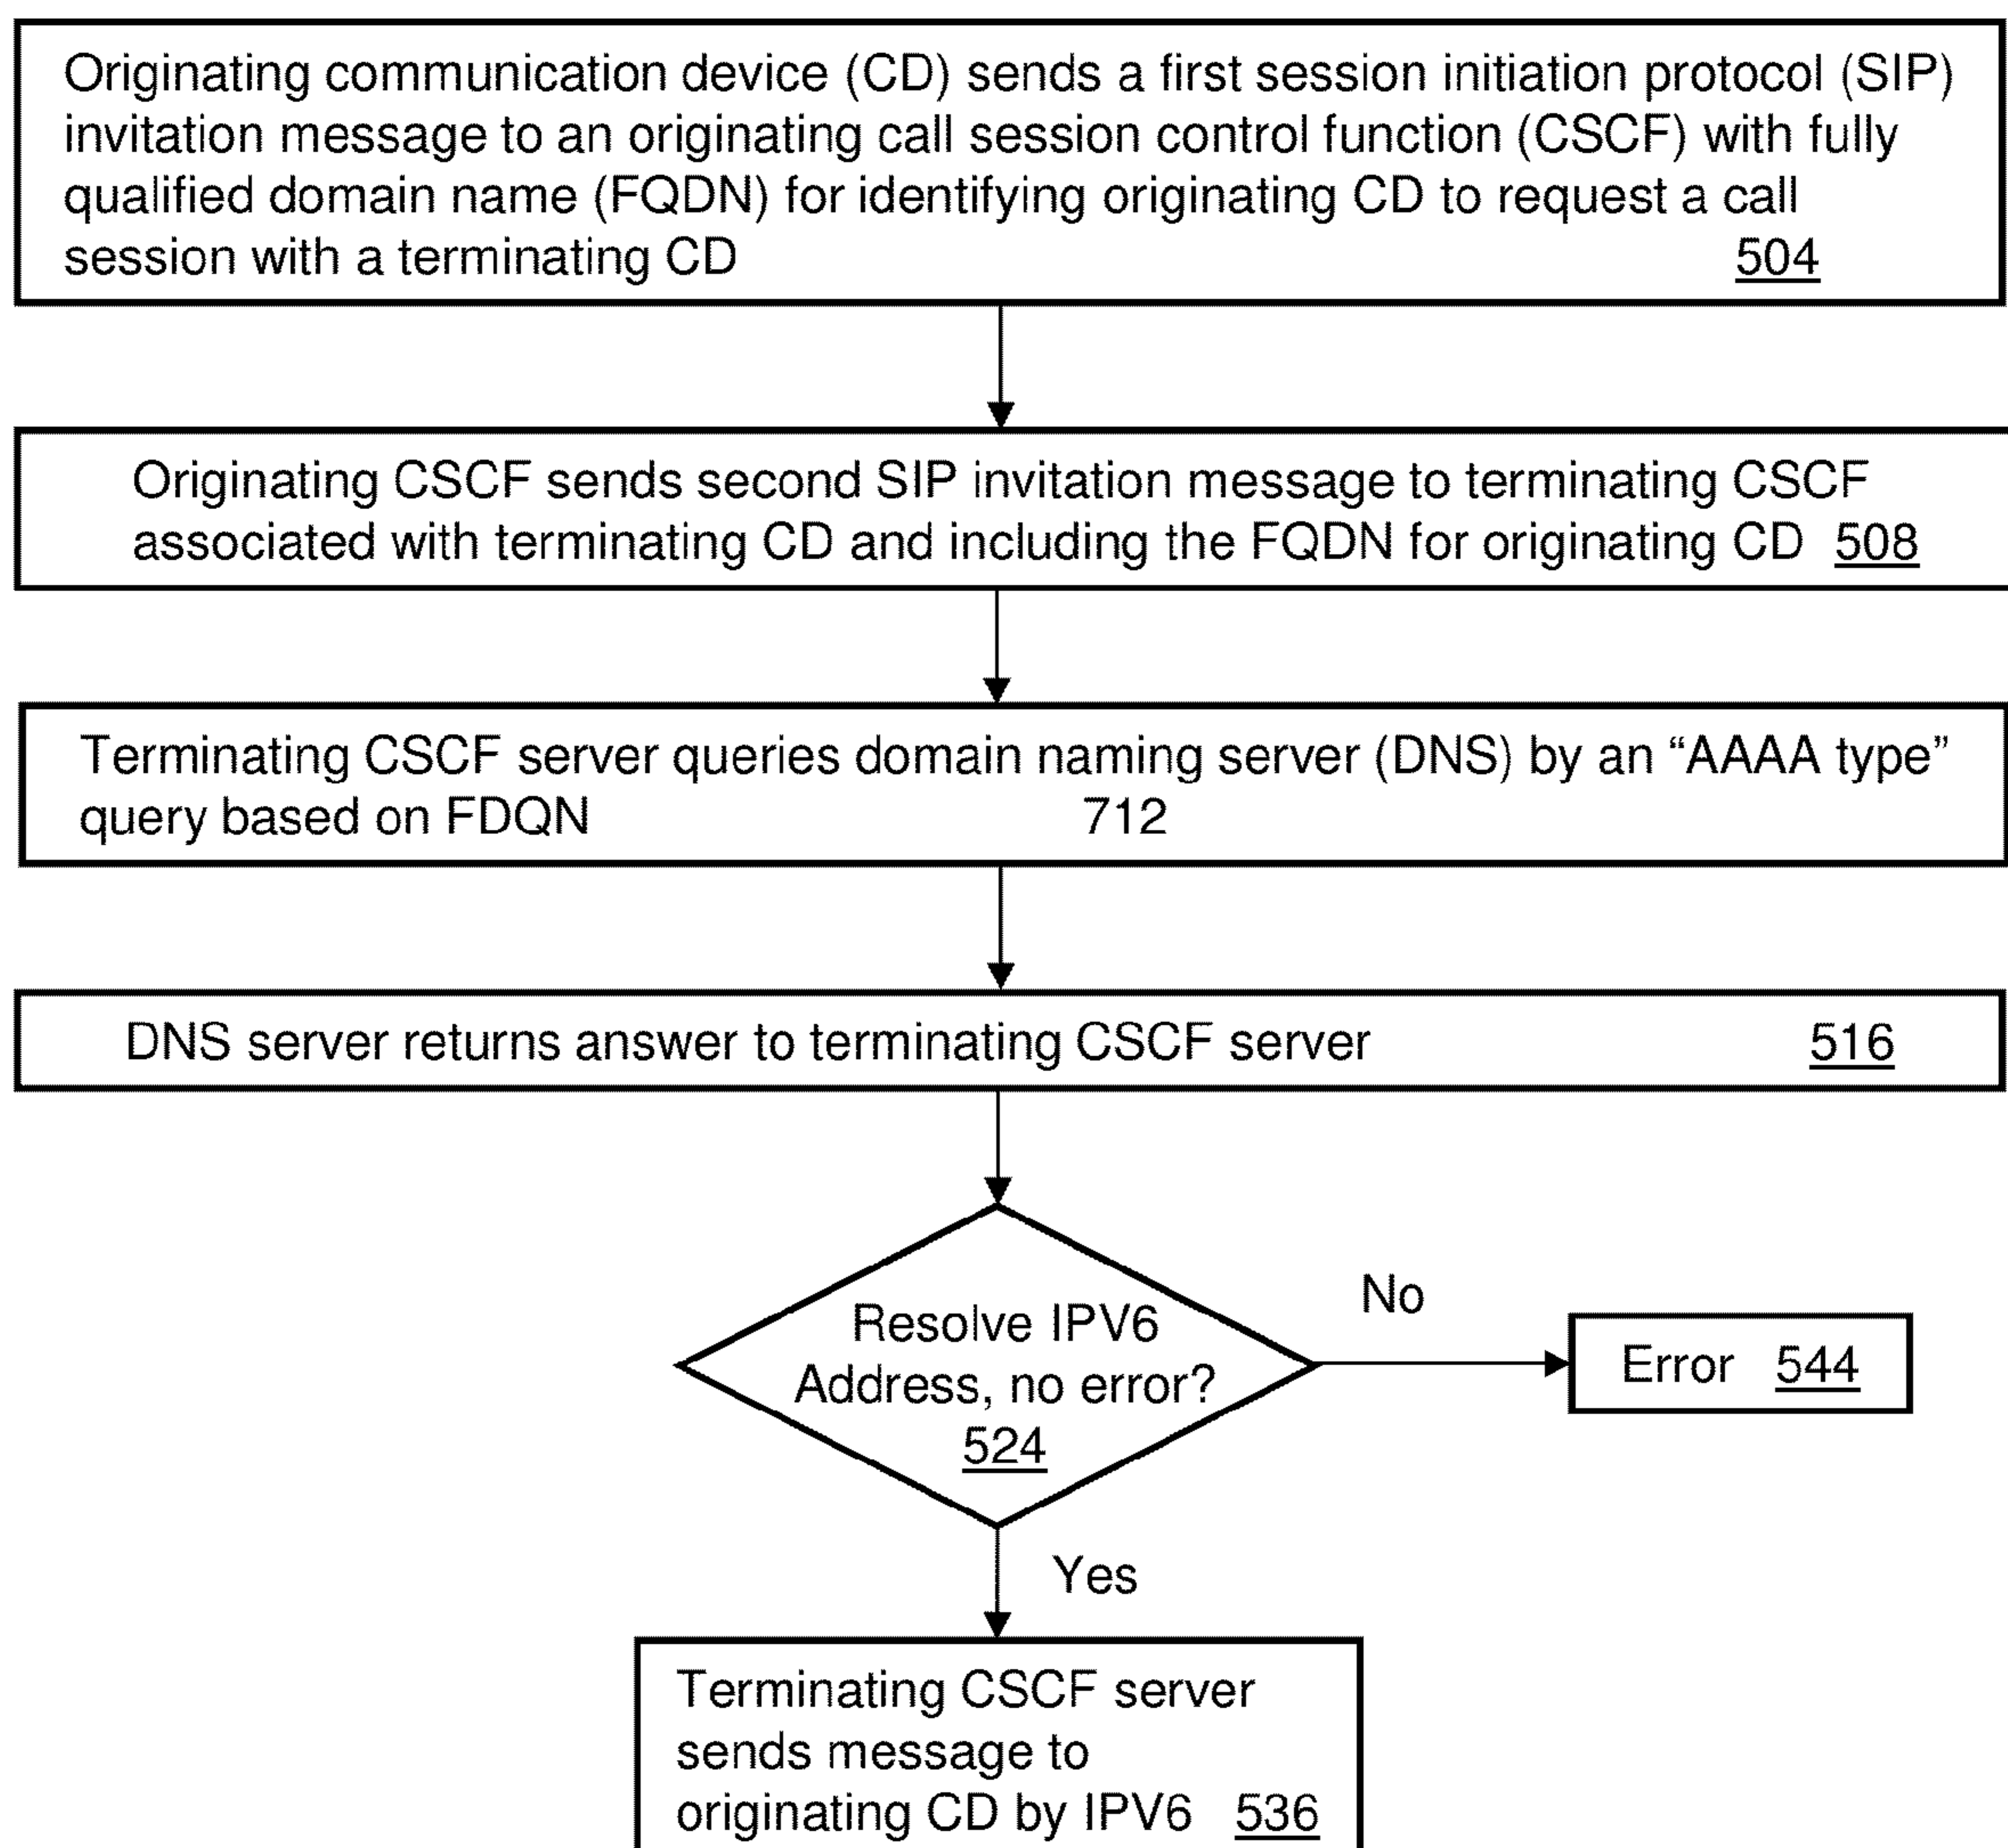 Originating communication device (CD) sends a first session initiation protocol (SIP)
invitation message to an originating call session control function (CSCF) with fully
qualified domain name (FQDN) for identifying originating CD to request a call
session with a terminating CD 504
Originating CSCF sends second SIP invitation message to terminating CSCF
associated with terminating CD and including the FQDN for originating CD 508
Terminating CSCF server queries domain naming server (DNS) by an “AAAA type”
query based on FDQN 712
DNS server returns answer to terminating CSCF server 516
Resolve IPV6
Address, no error?
524
No
Error 544
Yes
Terminating CSCF server
sends message to
originating CD by IPV6 536